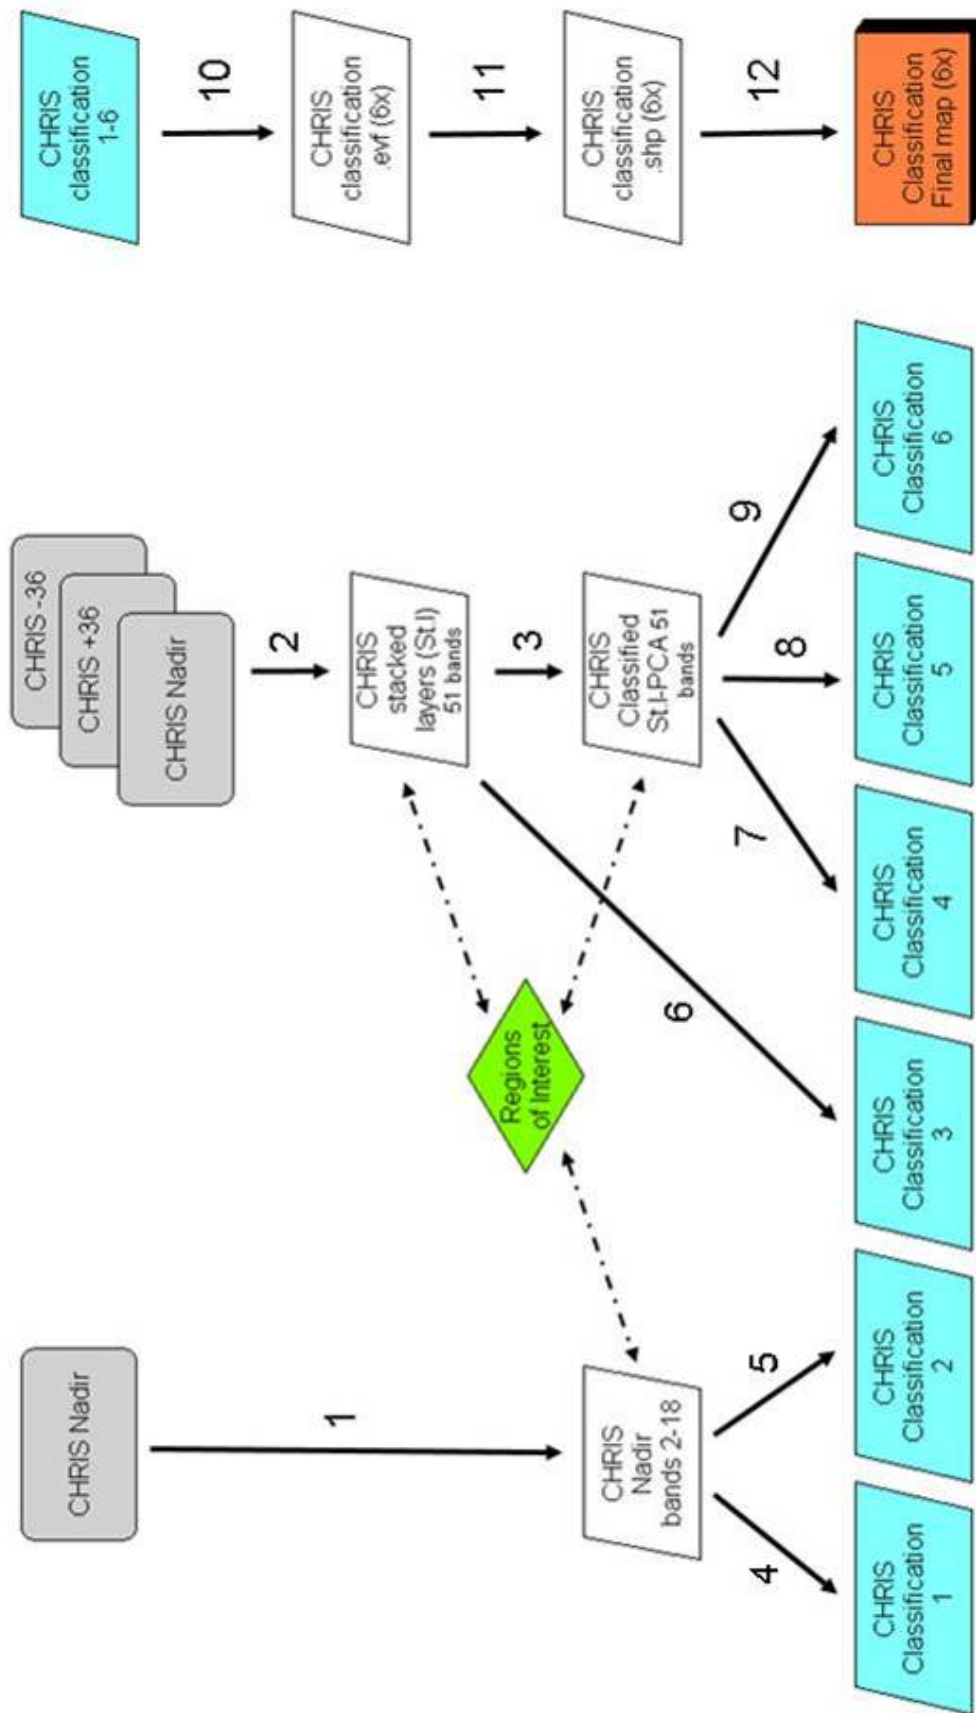 CHRIS Nadir
1
CHRIS
Nadir
bands 2-18
4
5
CHRIS
Classification
1
CHRIS
Classification
2
Regions
of Interest
CHRIS -36
CHRIS +36
CHRIS Nadir
2
CHRIS
stacked
layers (St.l)
51 bands
3
CHRIS
Classified
St.l-PCA 51
bands
6
7
8
9
CHRIS
Classification
3
CHRIS
Classification
4
CHRIS
Classification
5
CHRIS
Classification
6
CHRIS
classification
1-6
10
CHRIS
classification
.evf (6x)
11
CHRIS
classification
.shp (6x)
12
CHRIS
Classification
Final map (6x)